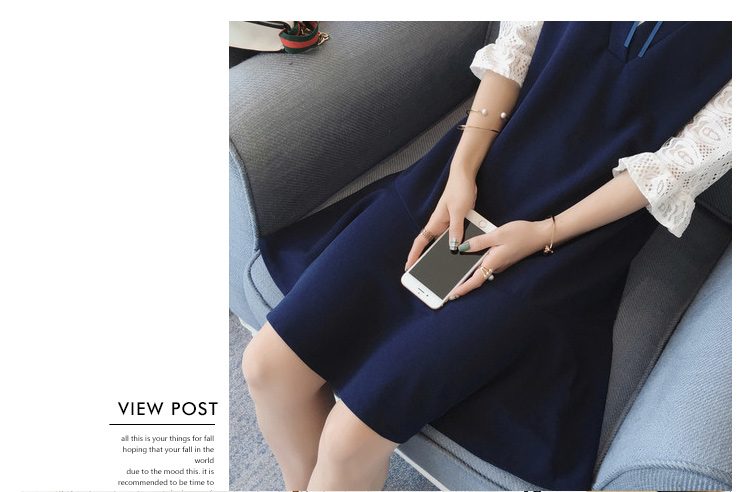 VIEW POST
all this is your things for fall
hoping that your fall in the
world
due to the mood this. it is
recommended to be time to